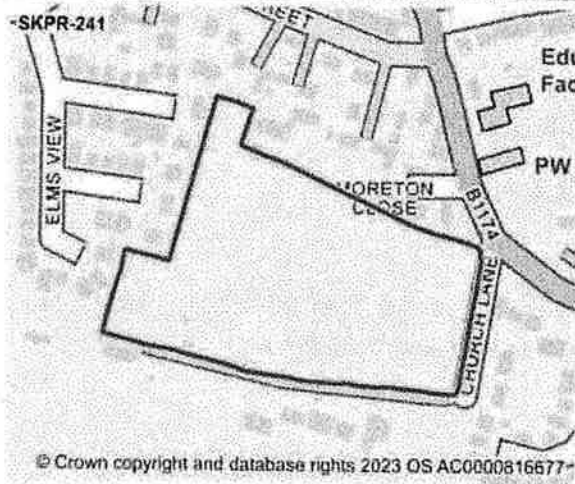 SKPR-241
REET
Edu
Fac
ELMS VIEW
MORETON
CLOSE
PW
B1174
CHURCH LANE
© Crown copyright and database rights 2023 OS AC0000816677